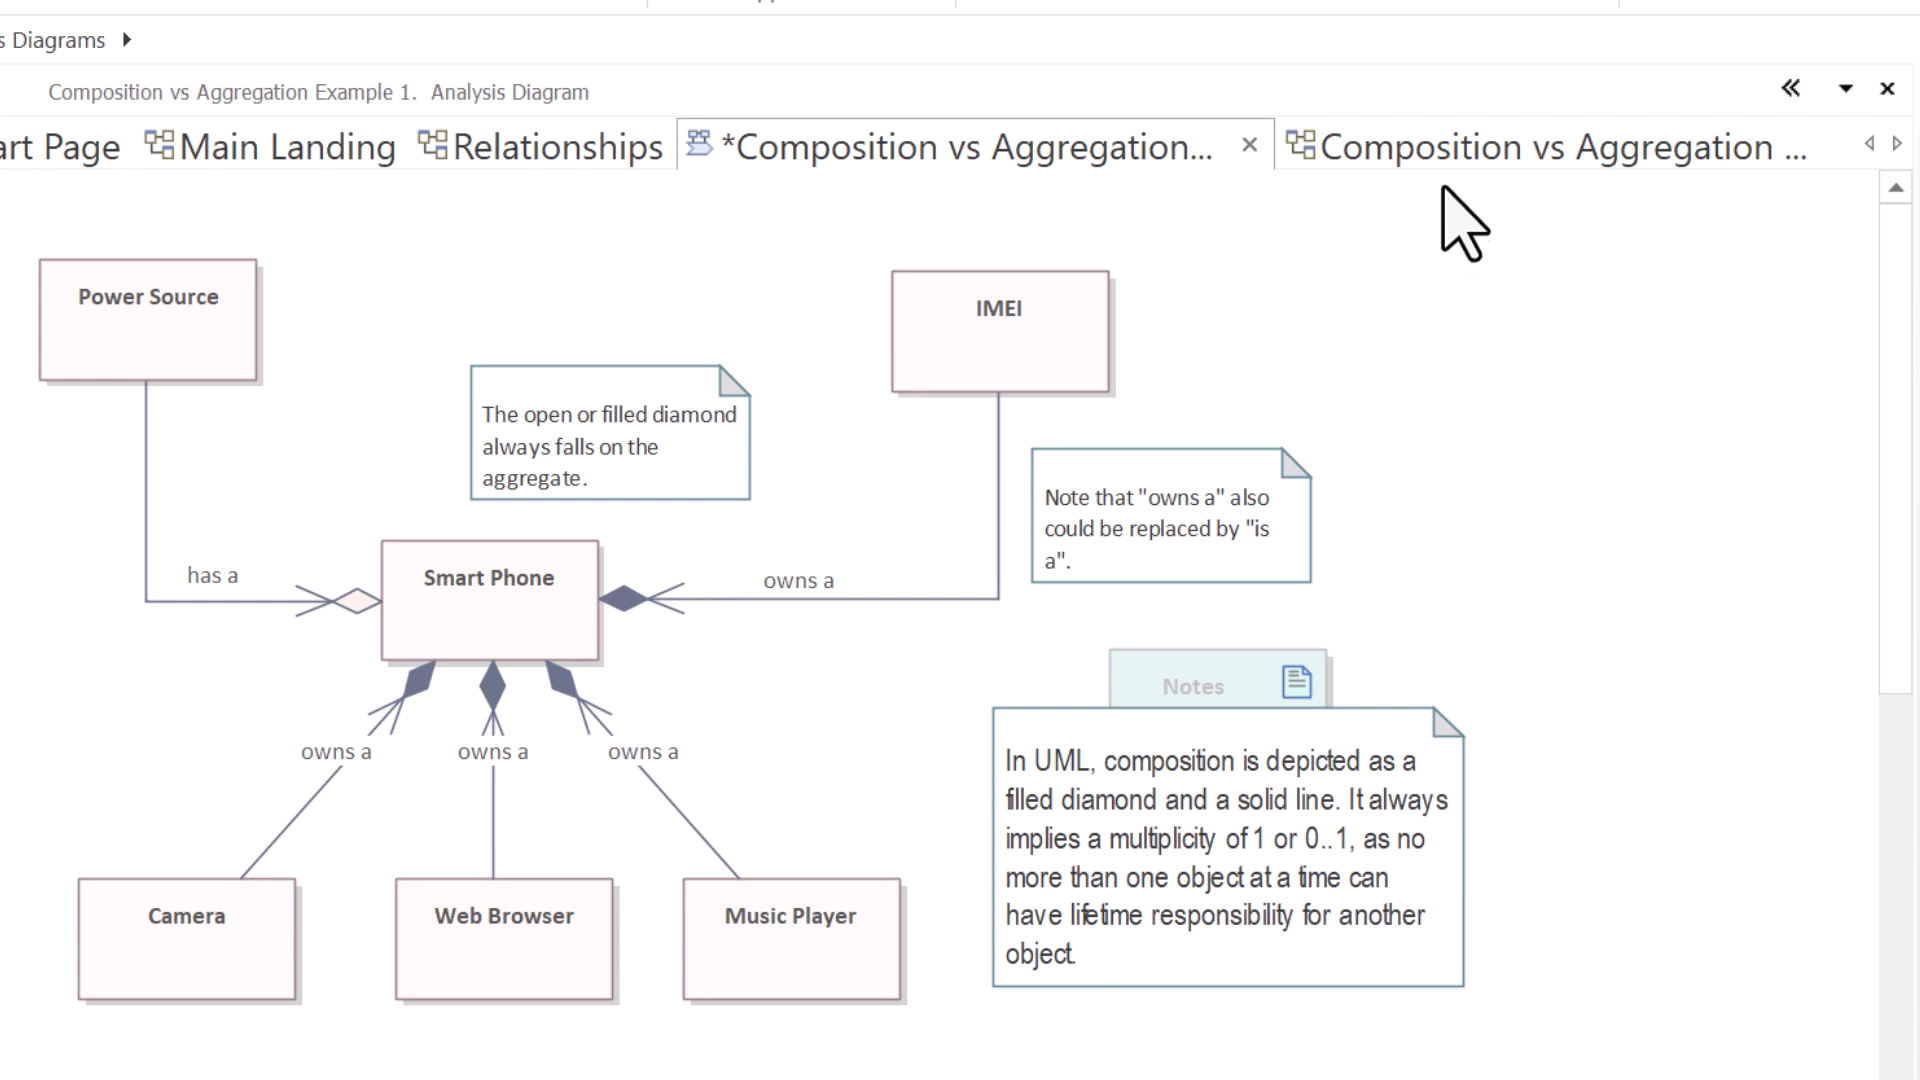 s Diagrams
Composition vs Aggregation Example 1.  Analysis Diagram
art Page
Main Landing
Relationships
*Composition vs Aggregation...
Composition vs Aggregation ...
Power Source
IMEI
The open or filled diamond
always falls on the
aggregate.
Note that "owns a" also
could be replaced by "is
a".
has a
Smart Phone
owns a
owns a
owns a
owns a
Notes
In UML, composition is depicted as a
filled diamond and a solid line. It always
implies a multiplicity of 1 or 0..1, as no
more than one object at a time can
have lifetime responsibility for another
object.
Camera
Web Browser
Music Player